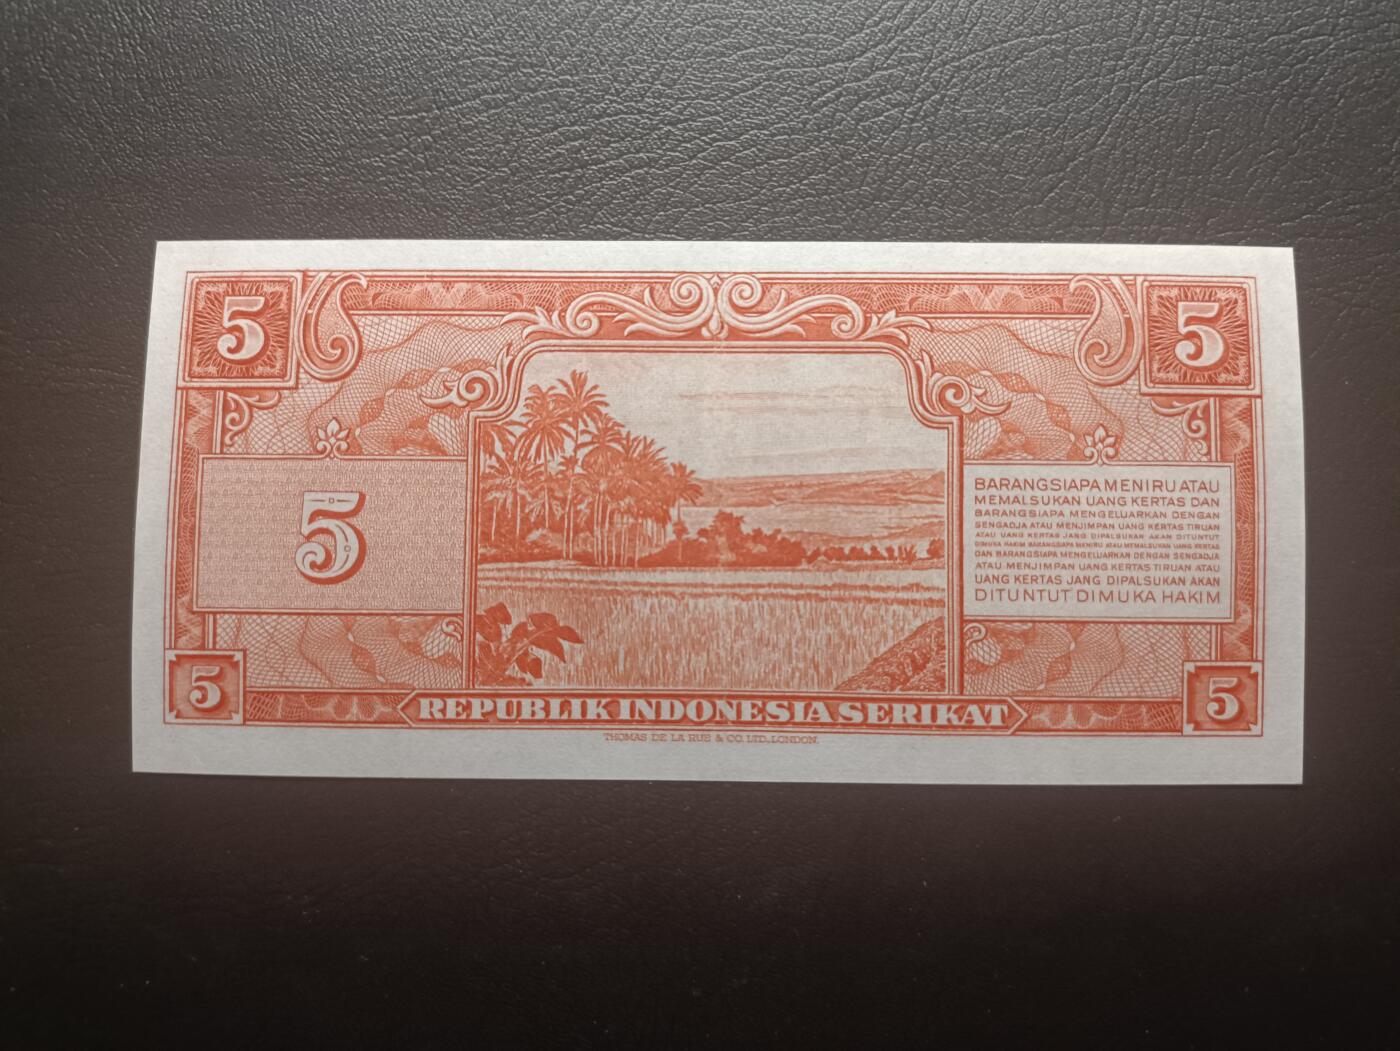 5
5
5
BARANGSIAPA MENIRU ATAU
MEMALSUKAN UANG KERTAS DAN
BARANGSIAPA MENGELUARKAN DENGAN
SENGADJA ATAU MENJIMPAN UANG KERTAS TIRUAN
ATAU UANG KERTAS JANG DIPALSUKAN AKAN DITUNTUT
DIMUKA HAKIM BARANGSIAPA MENIRU ATAU MEMALSUKAN UANG KERTAS
DAN BARANGSIAPA MENGELUARKAN DENGAN SENGADJA
ATAU MENJIMPAN UANG KERTAS TIRUAN ATAU
UANG KERTAS JANG DIPALSUKAN AKAN
DITUNTUT DIMUKA HAKIM
5
5
REPUBLIK INDONESIA SERIKAT
THOMAS DE LA RUE & CO. LTD., LONDON.